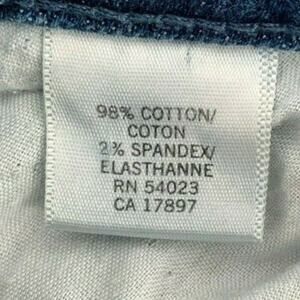 98% COTTON/
COTON
2% SPANDEX/
ELASTHANNE
RN 54023
CA 17897